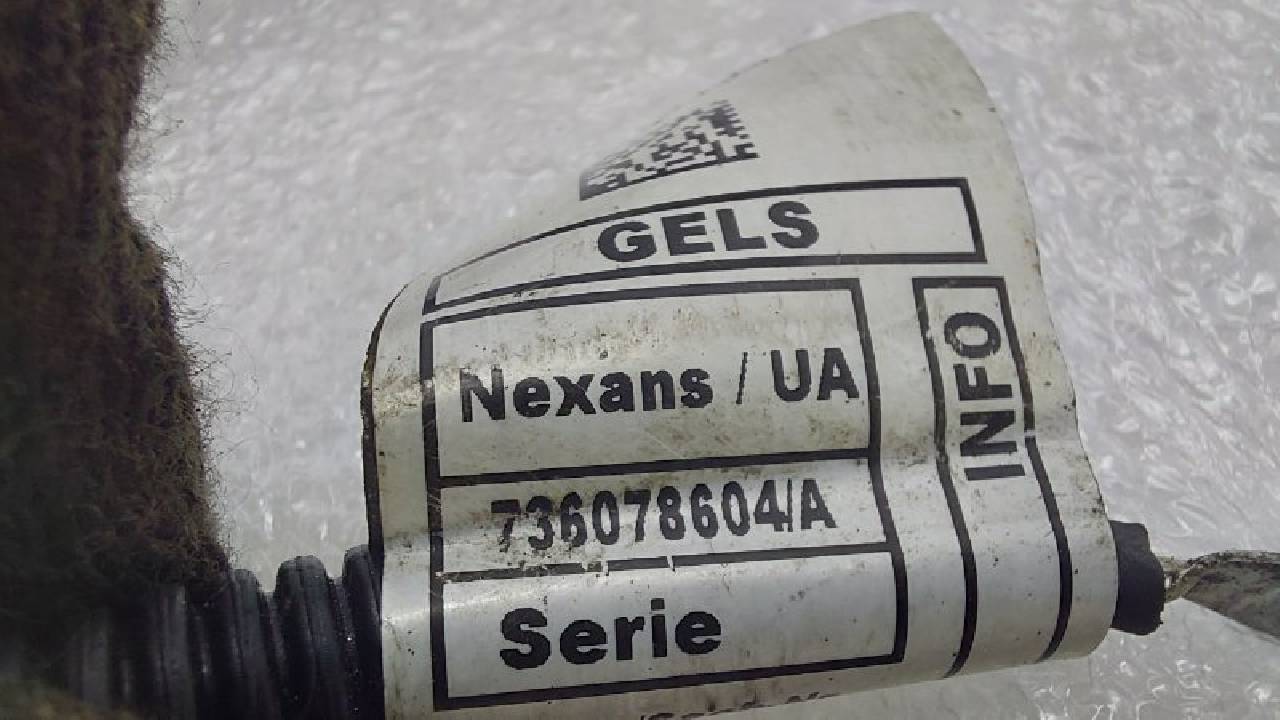 GELS
Nexans / UA
INFO
736078604/A
Serie